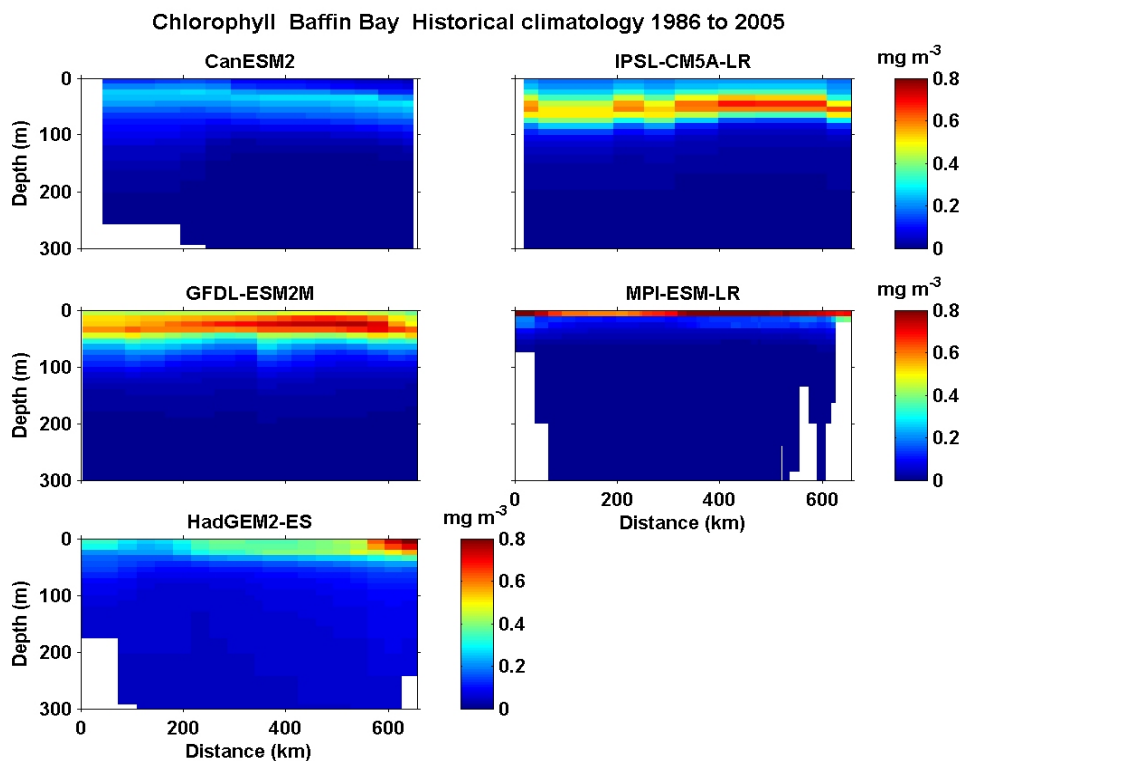 Chlorophyll  Baffin Bay  Historical climatology 1986 to 2005
CanESM2
0
100
200
300
Depth (m)
IPSL-CM5A-LR
mg m-3
0.8
0.6
0.4
0.2
0
GFDL-ESM2M
0
100
200
300
Depth (m)
MPI-ESM-LR
0 200 400 600
Distance (km)
mg m-3
0.8
0.6
0.4
0.2
0
HadGEM2-ES
0
100
200
300
Depth (m)
0 200 400 600
Distance (km)
mg m-3
0.8
0.6
0.4
0.2
0